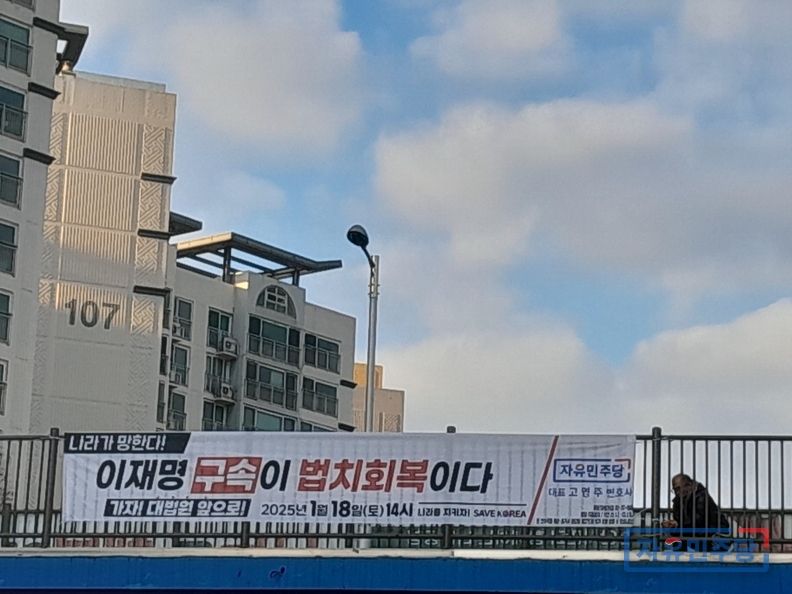 107
나라가 망한다!
이재명 구속이 법치회복이다
가자! 대법원 앞으로! 2025년 1월 18일(토) 14시 나라를 지키자! SAVE KOREA
자유민주당
대표 고영주 변호사
자유민주당